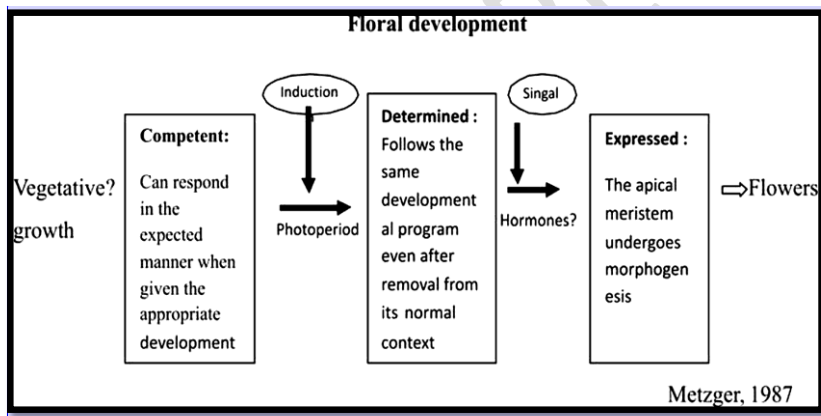 Floral development
Vegetative?
growth
Competent:
Can respond
in the
expected
manner when
given the
appropriate
development
Induction
Photoperiod
Determined :
Follows the
same
development
al program
even after
removal from
its normal
context
Singal
Hormones?
Expressed :
The apical
meristem
undergoes
morphogen
esis
⇨Flowers
Metzger, 1987